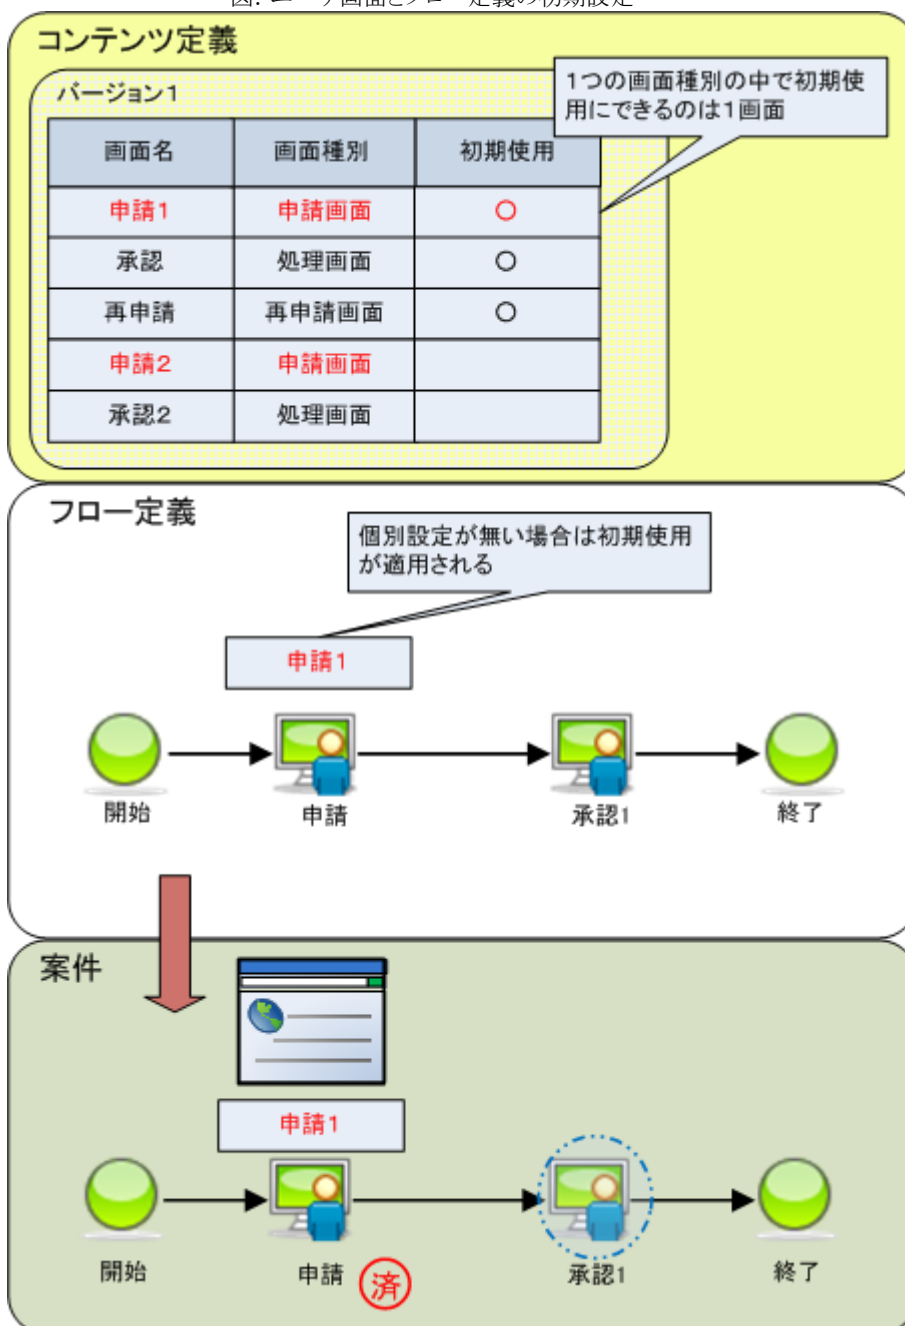 コンテンツ定義
バージョン1
1つの画面種別の中で初期使
用にできるのは1画面
画面名 画面種別 初期使用
申請1 申請画面 ○
承認 処理画面 ○
再申請 再申請画面 ○
申請2 申請画面
承認2 処理画面
フロー定義
個別設定が無い場合は初期使用
が適用される
申請1
開始 申請 承認1 終了
案件
申請1
開始 申請 済 承認1 終了